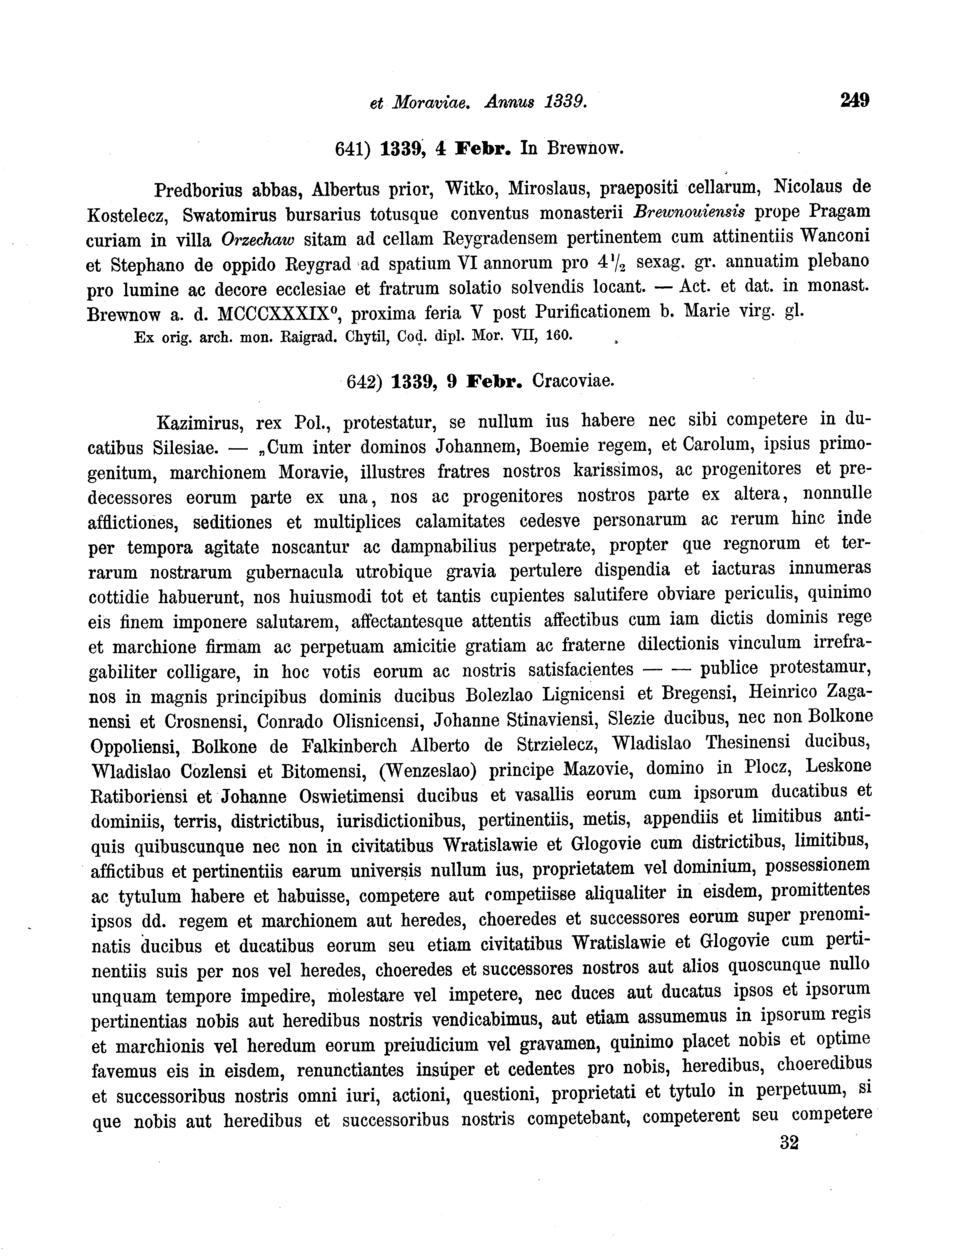 et Moraviae. Annus 1339. 249
641) 1339, 4 Febr. In Brewnow.
Predborius abbas, Albertus prior, Witko, Miroslaus, praepositi cellarum, Nicolaus de
Kostelecz, Swatomirus bursarius totusque conventus monasterii Brewnouiensis prope Pragam
curiam in villa Orzechaw sitam ad cellam Reygradensem pertinentem cum attinentiis Wanconi
et Stephano de oppido Reygrad ad spatium VI annorum pro 4 1/2 sexag. gr. annuatim plebano
pro lumine ac decore ecclesiae et fratrum solatio solvendis locant. — Act. et dat. in monast.
Brewnow a. d. MCCCXXXIX⁰, proxima feria V post Purificationem b. Marie virg. gl.
Ex orig. arch. mon. Raigrad. Chytil, Cod. dipl. Mor. VII, 160.
642) 1339, 9 Febr. Cracoviae.
Kazimirus, rex Pol., protestatur, se nullum ius habere nec sibi competere in du-
catibus Silesiae. — „Cum inter dominos Johannem, Boemie regem, et Carolum, ipsius primo-
genitum, marchionem Moravie, illustres fratres nostros karissimos, ac progenitores et pre-
decessores eorum parte ex una, nos ac progenitores nostros parte ex altera, nonnulle
afflictiones, seditiones et multiplices calamitates cedesve personarum ac rerum hinc inde
per tempora agitate noscantur ac dampnabilius perpetrate, propter que regnorum et ter-
rarum nostrarum gubernacula utrobique gravia pertulere dispendia et iacturas innumeras
cottidie habuerunt, nos huiusmodi tot et tantis cupientes salutifere obviare periculis, quinimo
eis finem imponere salutarem, affectantesque attentis affectibus cum iam dictis dominis rege
et marchione firmam ac perpetuam amicitie gratiam ac fraterne dilectionis vinculum irrefra-
gabiliter colligare, in hoc votis eorum ac nostris satisfacientes — — publice protestamur,
nos in magnis principibus dominis ducibus Bolezlao Lignicensi et Bregensi, Heinrico Zaga-
nensi et Crosnensi, Conrado Olisnicensi, Johanne Stinaviensi, Slezie ducibus, nec non Bolkone
Oppoliensi, Bolkone de Falkinberch Alberto de Strzielecz, Wladislao Thesinensi ducibus,
Wladislao Cozlensi et Bitomensi, (Wenzeslao) principe Mazovie, domino in Plocz, Leskone
Ratiboriensi et Johanne Oswietimensi ducibus et vasallis eorum cum ipsorum ducatibus et
dominiis, terris, districtibus, iurisdictionibus, pertinentiis, metis, appendiis et limitibus anti-
quis quibuscunque nec non in civitatibus Wratislawie et Glogovie cum districtibus, limitibus,
affictibus et pertinentiis earum universis nullum ius, proprietatem vel dominium, possessionem
ac tytulum habere et habuisse, competere aut competiisse aliqualiter in eisdem, promittentes
ipsos dd. regem et marchionem aut heredes, choeredes et successores eorum super prenomi-
natis ducibus et ducatibus eorum seu etiam civitatibus Wratislawie et Glogovie cum perti-
nentiis suis per nos vel heredes, choeredes et successores nostros aut alios quoscunque nullo
unquam tempore impedire, molestare vel impetere, nec duces aut ducatus ipsos et ipsorum
pertinentias nobis aut heredibus nostris vendicabimus, aut etiam assumemus in ipsorum regis
et marchionis vel heredum eorum preiudicium vel gravamen, quinimo placet nobis et optime
favemus eis in eisdem, renunctiantes insuper et cedentes pro nobis, heredibus, choeredibus
et successoribus nostris omni iuri, actioni, questioni, proprietati et tytulo in perpetuum, si
que nobis aut heredibus et successoribus nostris competebant, competerent seu competere
32